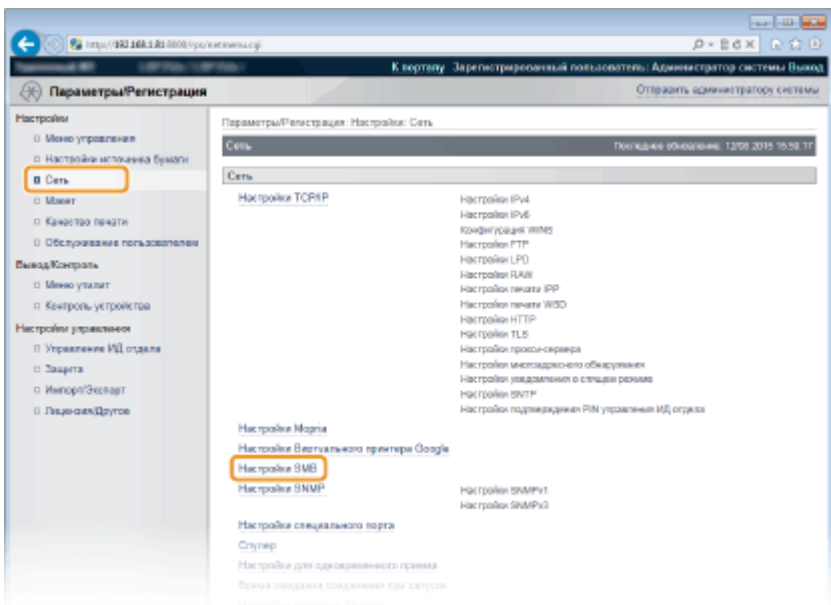 К порталу Зарегистрированный пользователь: Администратор системы Выход
Параметры/Регистрация
Отправить администратору системы
Настройки
Меню управления
Настройки источника бумаги
Сеть
Макет
Качество печати
Обслуживание пользователем
Вывод/Контроль
Меню утилит
Контроль устройства
Настройки управления
Управление ИД отдела
Защита
Импорт/Экспорт
Лицензия/Другое
Параметры/Регистрация: Настройки: Сеть
Сеть
Последнее обновление: 12/08 2015 16:50:17
Сеть
Настройки TCP/IP
Настройки IPv4
Настройки IPv6
Конфигурация WINS
Настройки FTP
Настройки LPD
Настройки RAW
Настройки печати IPP
Настройки печати WSD
Настройки HTTP
Настройки TLS
Настройки прокси-сервера
Настройки многоадресного обнаружения
Настройки уведомления о спящем режиме
Настройки SNTP
Настройки подтверждения PIN управления ИД отдела
Настройки Mopria
Настройки Виртуального принтера Google
Настройки SMB
Настройки SNMP
Настройки SNMPv1
Настройки SNMPv3
Настройки специального порта
Спулер
Настройки для одновременного приема
Время ожидания соединения при запуске